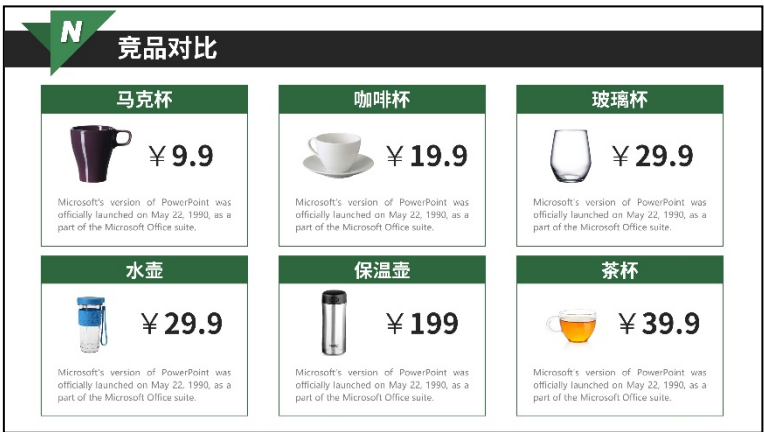 N
竞品对比
马克杯
¥9.9
Microsoft's version of PowerPoint was
officially launched on May 22, 1990, as a
part of the Microsoft Office suite.
咖啡杯
¥19.9
Microsoft's version of PowerPoint was
officially launched on May 22, 1990, as a
part of the Microsoft Office suite.
玻璃杯
¥29.9
Microsoft's version of PowerPoint was
officially launched on May 22, 1990, as a
part of the Microsoft Office suite.
水壶
¥29.9
Microsoft's version of PowerPoint was
officially launched on May 22, 1990, as a
part of the Microsoft Office suite.
保温壶
¥199
Microsoft's version of PowerPoint was
officially launched on May 22, 1990, as a
part of the Microsoft Office suite.
茶杯
¥39.9
Microsoft's version of PowerPoint was
officially launched on May 22, 1990, as a
part of the Microsoft Office suite.